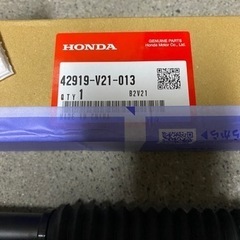 HONDA
GENUINE PARTS
Honda Motor Co., Ltd.
42919-V21-013
QTY 1
B2V21